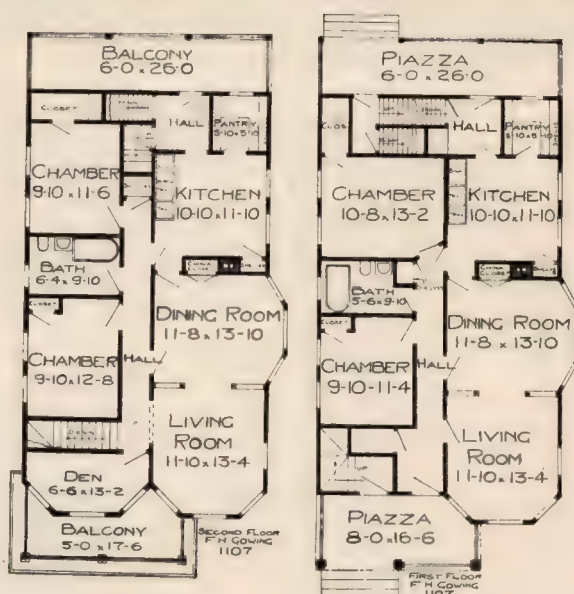 BALCONY
6-0 x 26-0
CLOSET
HALL
PANTRY
5-10 x 5-10
CHAMBER
9-10 x 11-6
KITCHEN
10-10 x 11-10
BATH
6-4 x 9-10
CHINA
CLOSET
CLOSET
DINING ROOM
11-8 x 13-10
CHAMBER
9-10 x 12-8
HALL
LIVING
ROOM
11-10 x 13-4
DOWN
DEN
6-6 x 13-2
BALCONY
5-0 x 17-6
SECOND FLOOR
F H GOWING
1107
PIAZZA
6-0 x 26-0
CLOS
HALL
PANTRY
5-10 x 5-10
CHAMBER
10-8 x 13-2
KITCHEN
10-10 x 11-10
CHINA
CLOSET
BATH
5-6 x 9-10
CLOSET
DINING ROOM
11-8 x 13-10
CHAMBER
9-10-11-4
HALL
LIVING
ROOM
11-10 x 13-4
UP
PIAZZA
8-0 x 16-6
FIRST FLOOR
F H GOWING
1107